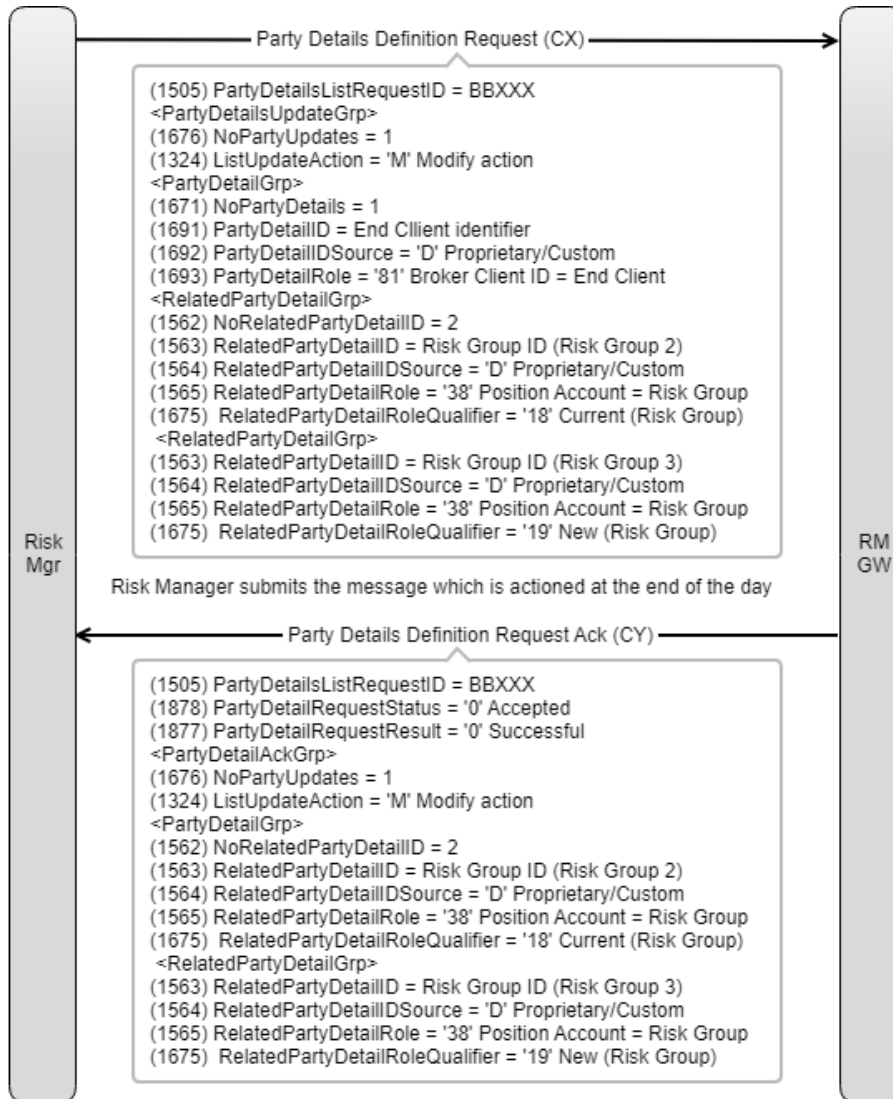 Party Details Definition Request (CX)
(1505) PartyDetailsListRequestID = BBXXX
<PartyDetailsUpdateGrp>
(1676) NoPartyUpdates = 1
(1324) ListUpdateAction = 'M' Modify action
<PartyDetailGrp>
(1671) NoPartyDetails = 1
(1691) PartyDetailID = End Cllient identifier
(1692) PartyDetailIDSource = 'D' Proprietary/Custom
(1693) PartyDetailRole = '81' Broker Client ID = End Client
<RelatedPartyDetailGrp>
(1562) NoRelatedPartyDetailID = 2
(1563) RelatedPartyDetailID = Risk Group ID (Risk Group 2)
(1564) RelatedPartyDetailIDSource = 'D' Proprietary/Custom
(1565) RelatedPartyDetailRole = '38' Position Account = Risk Group
(1675)  RelatedPartyDetailRoleQualifier = '18' Current (Risk Group)
<RelatedPartyDetailGrp>
(1563) RelatedPartyDetailID = Risk Group ID (Risk Group 3)
(1564) RelatedPartyDetailIDSource = 'D' Proprietary/Custom
(1565) RelatedPartyDetailRole = '38' Position Account = Risk Group
(1675)  RelatedPartyDetailRoleQualifier = '19' New (Risk Group)
Risk
Mgr
RM
GW
Risk Manager submits the message which is actioned at the end of the day
Party Details Definition Request Ack (CY)
(1505) PartyDetailsListRequestID = BBXXX
(1878) PartyDetailRequestStatus = '0' Accepted
(1877) PartyDetailRequestResult = '0' Successful
<PartyDetailAckGrp>
(1676) NoPartyUpdates = 1
(1324) ListUpdateAction = 'M' Modify action
<PartyDetailGrp>
(1562) NoRelatedPartyDetailID = 2
(1563) RelatedPartyDetailID = Risk Group ID (Risk Group 2)
(1564) RelatedPartyDetailIDSource = 'D' Proprietary/Custom
(1565) RelatedPartyDetailRole = '38' Position Account = Risk Group
(1675)  RelatedPartyDetailRoleQualifier = '18' Current (Risk Group)
<RelatedPartyDetailGrp>
(1563) RelatedPartyDetailID = Risk Group ID (Risk Group 3)
(1564) RelatedPartyDetailIDSource = 'D' Proprietary/Custom
(1565) RelatedPartyDetailRole = '38' Position Account = Risk Group
(1675)  RelatedPartyDetailRoleQualifier = '19' New (Risk Group)